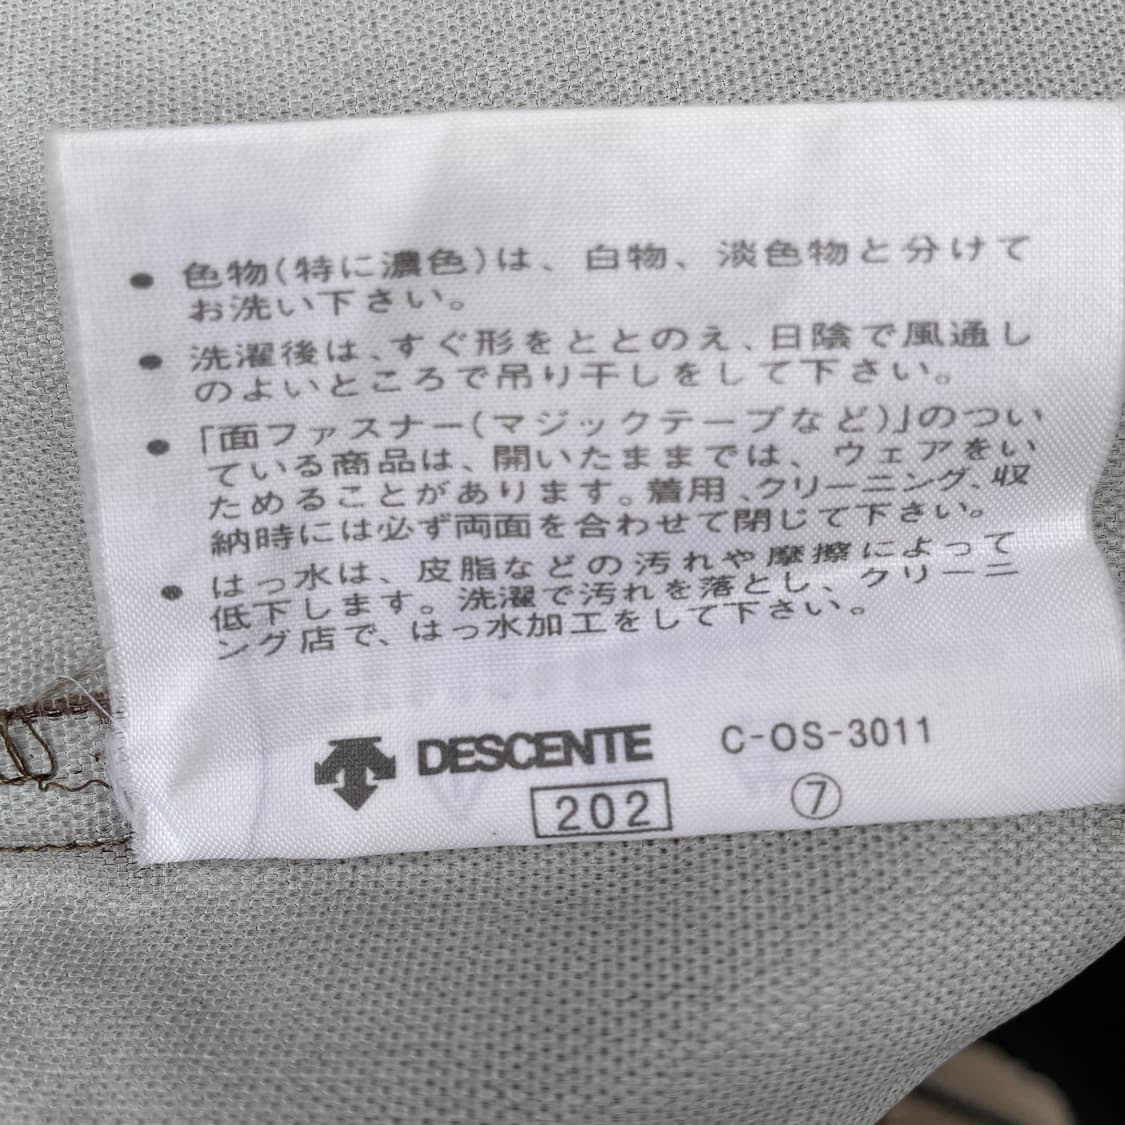 ● 色物(特に濃色)は、白物、淡色物と分けて
お洗い下さい。
● 洗濯後は、すぐ形をととのえ、日陰で風通し
のよいところで吊り干しをして下さい。
● 「面ファスナー(マジックテープなど)」のつい
ている商品は、開いたままでは、ウェアをい
ためることがあります。着用、クリーニング、収
納時には必ず両面を合わせて閉じて下さい。
● はっ水は、皮脂などの汚れや摩擦によって
低下します。洗濯で汚れを落とし、クリーニ
ング店で、はっ水加工をして下さい。
DESCENTE C-OS-3011
202 ⑦